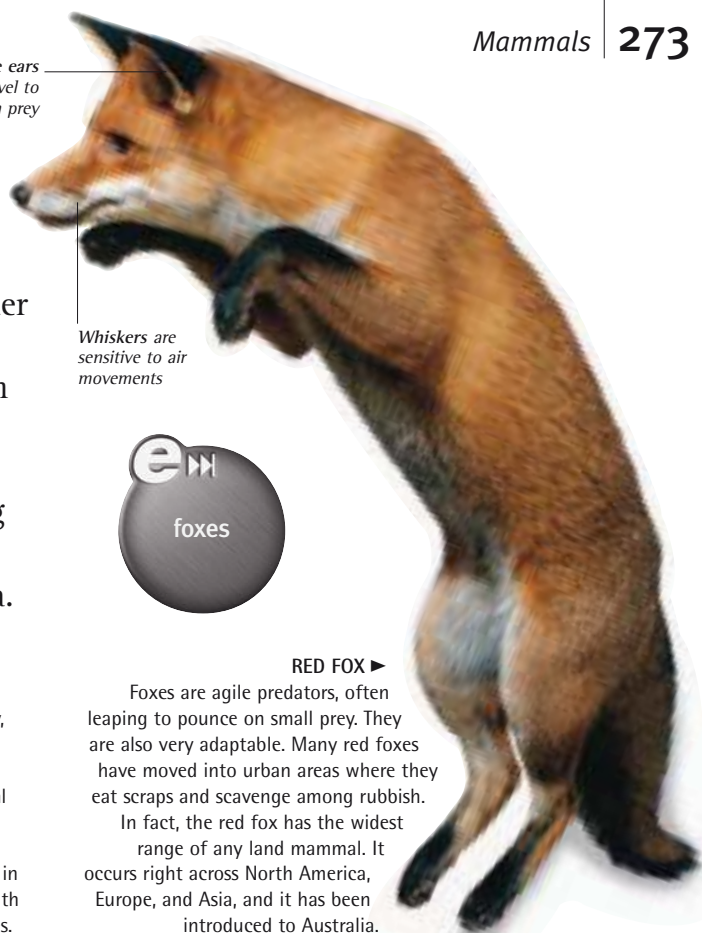 Mammals 273
ears
vel to
prey
er
Whiskers are
sensitive to air
movements
foxes
RED FOX ►
Foxes are agile predators, often
leaping to pounce on small prey. They
are also very adaptable. Many red foxes
have moved into urban areas where they
eat scraps and scavenge among rubbish.
In fact, the red fox has the widest
range of any land mammal. It
occurs right across North America,
Europe, and Asia, and it has been
introduced to Australia.
in
th
s.